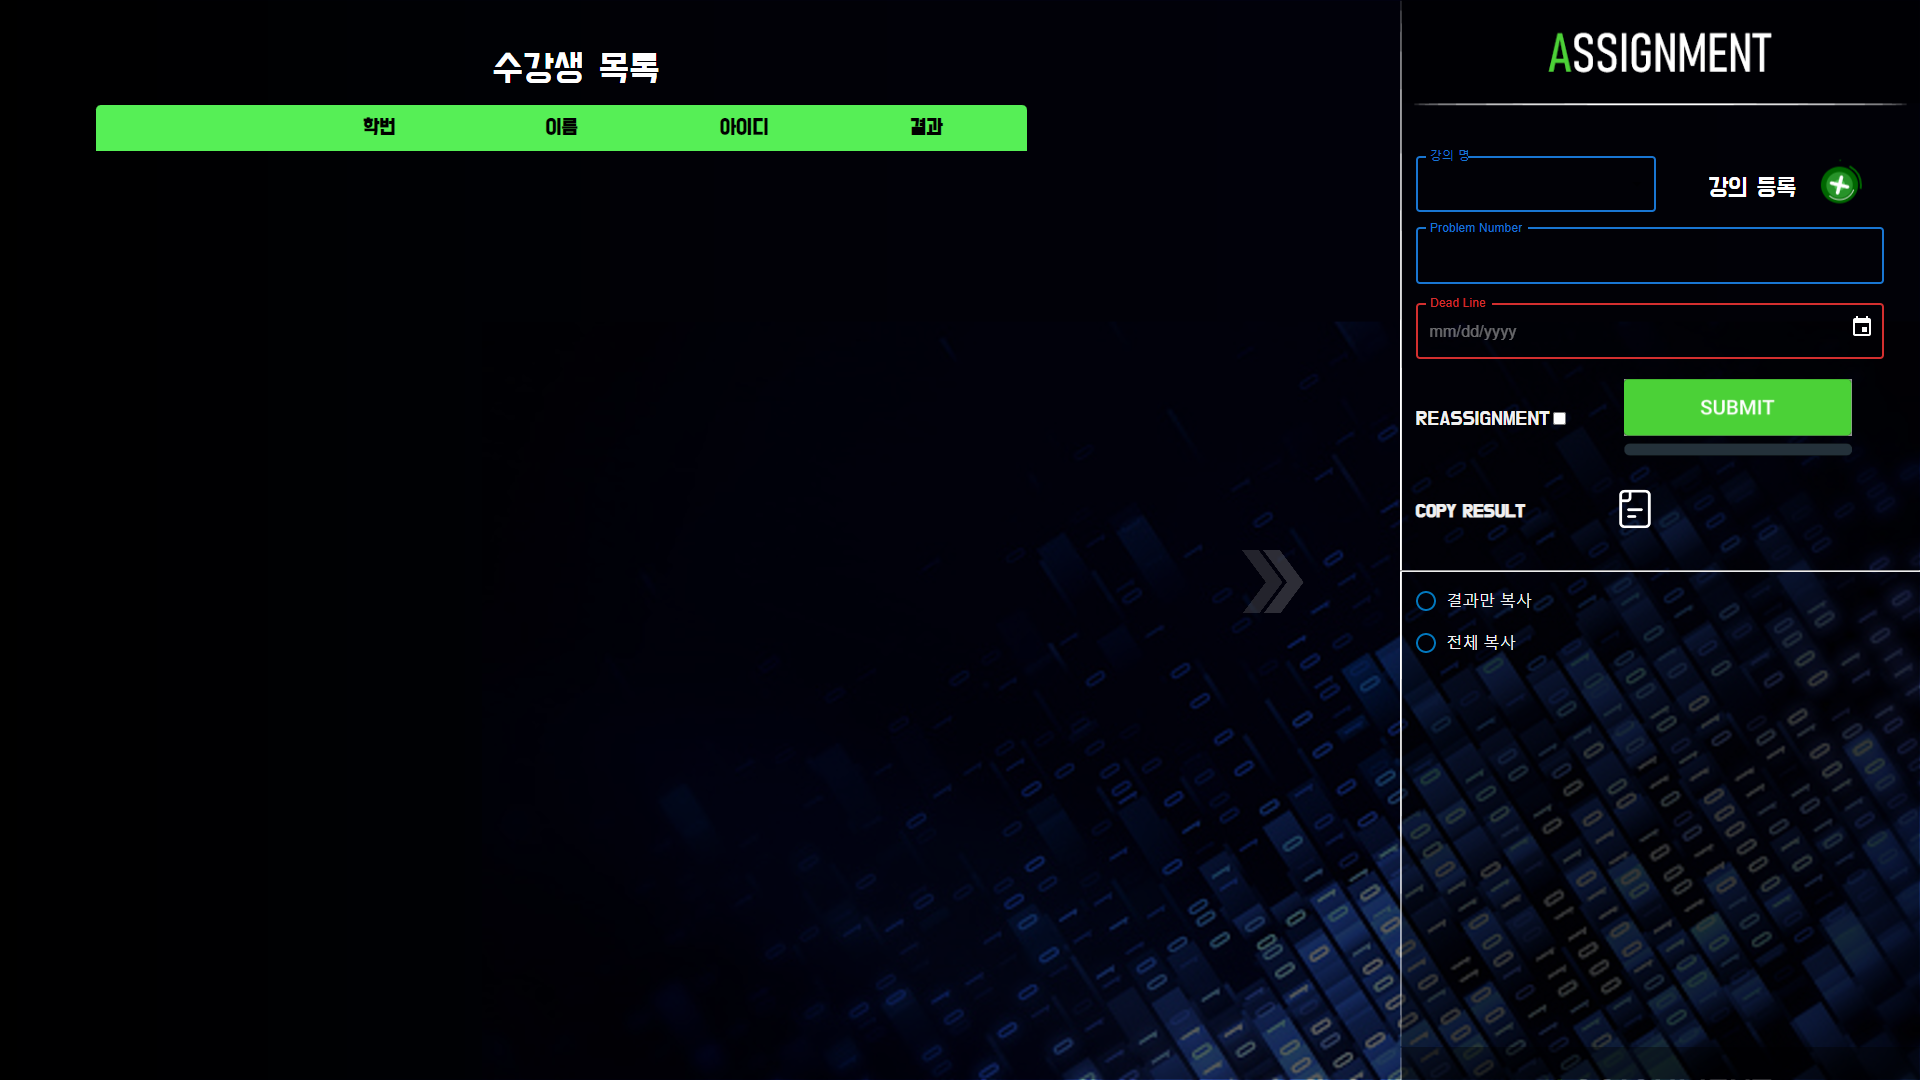 수강생 목록
학번 이름 아이디 결과
ASSIGNMENT
강의 명
강의 등록
Problem Number
Dead Line
mm/dd/yyyy
REASSIGNMENT
SUBMIT
COPY RESULT
결과만 복사
전체 복사